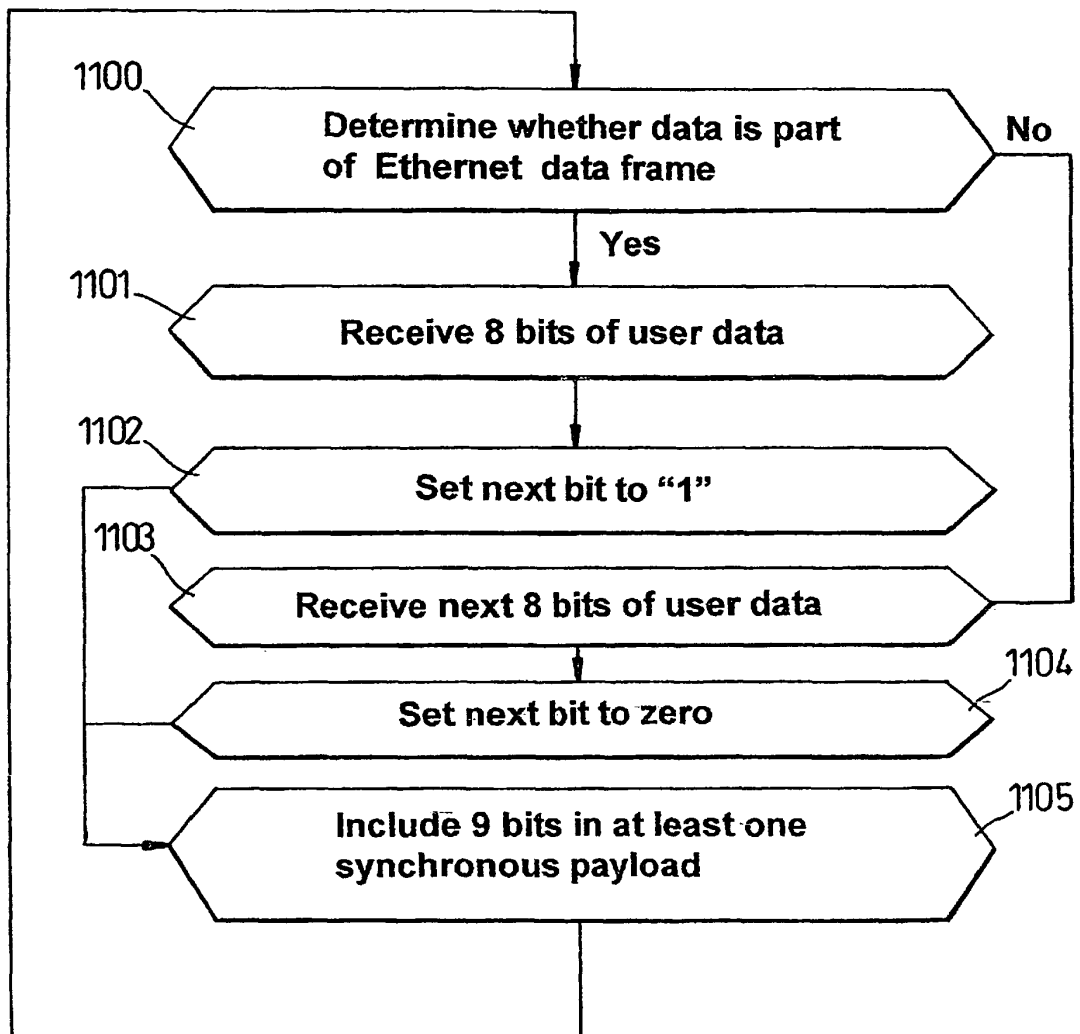 1100
Determine whether data is part
of Ethernet data frame
No
Yes
1101
Receive 8 bits of user data
1102
Set next bit to “1”
1103
Receive next 8 bits of user data
1104
Set next bit to zero
1105
Include 9 bits in at least one
synchronous payload